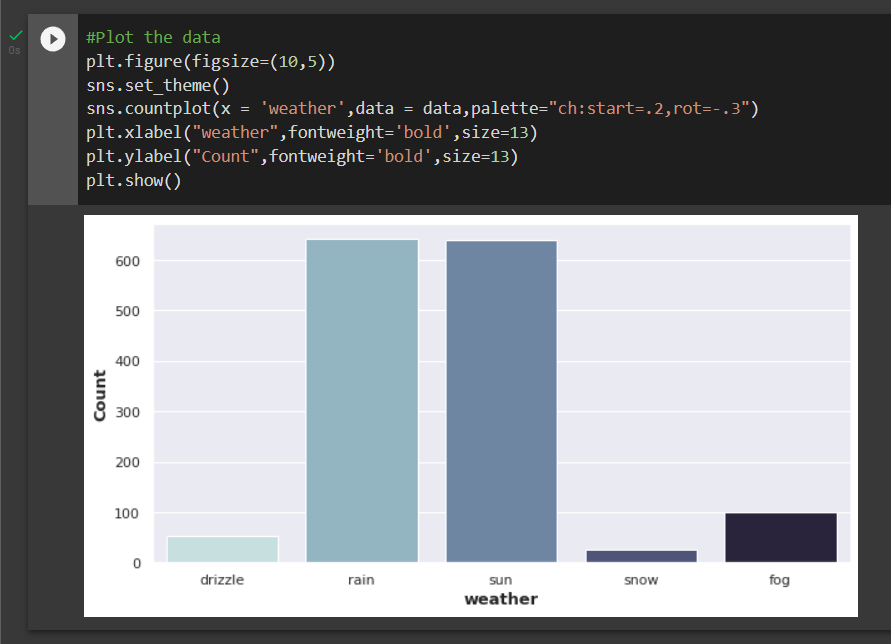 #Plot the data
0s
plt.figure(figsize=(10,5))
sns.set_theme()
sns.countplot(x = 'weather',data = data,palette="ch:start=.2,rot=-.3")
plt.xlabel("weather",fontweight='bold',size=13)
plt.ylabel("Count",fontweight='bold',size=13)
plt.show()
600
500
400
300
200
100
0
Count
drizzle rain sun snow fog
weather